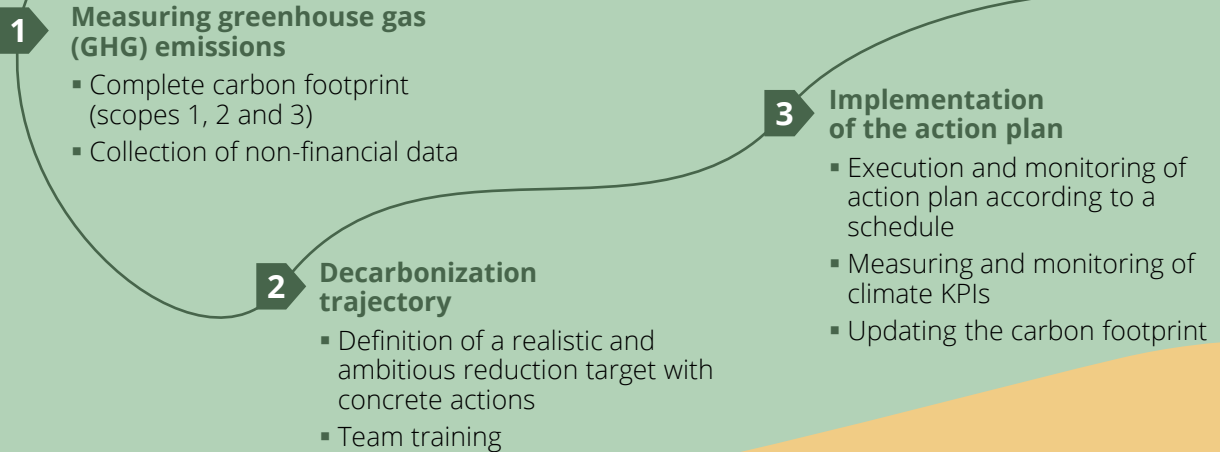 1
Measuring greenhouse gas
(GHG) emissions
▪ Complete carbon footprint
(scopes 1, 2 and 3)
▪ Collection of non-financial data
2
Decarbonization
trajectory
▪ Definition of a realistic and
ambitious reduction target with
concrete actions
▪ Team training
3
Implementation
of the action plan
▪ Execution and monitoring of
action plan according to a
schedule
▪ Measuring and monitoring of
climate KPIs
▪ Updating the carbon footprint